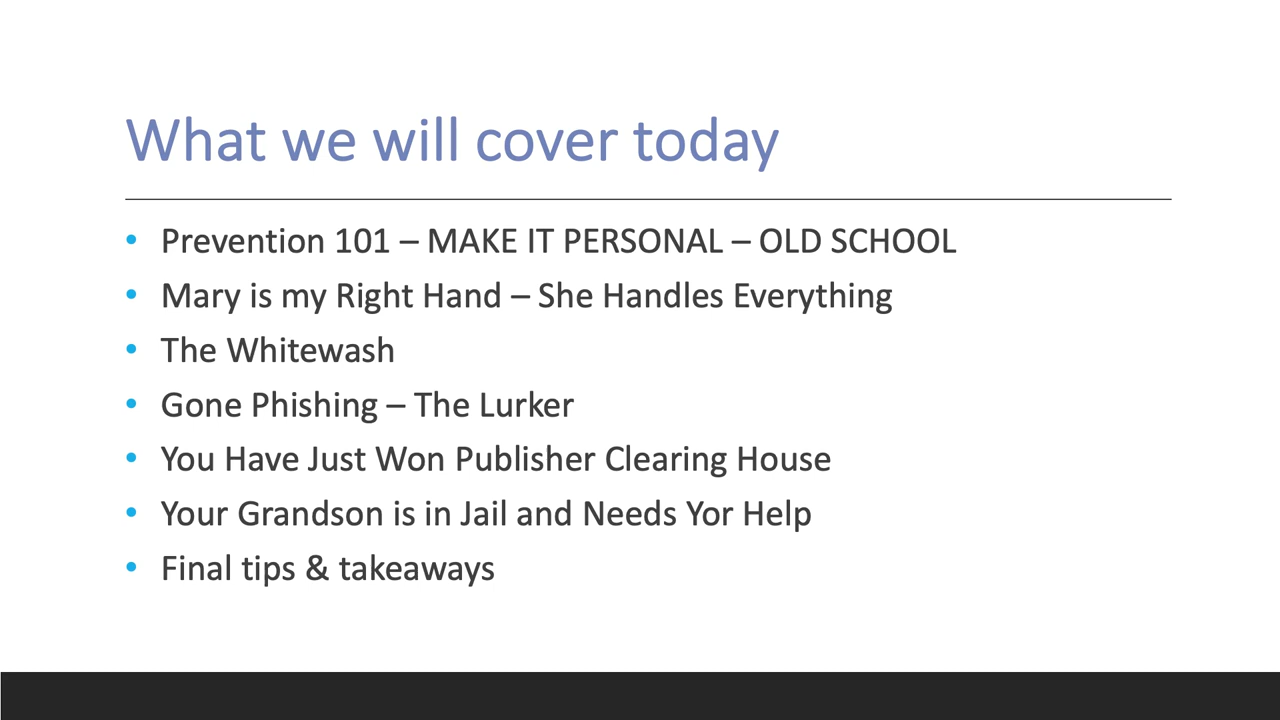 What we will cover today
• Prevention 101 – MAKE IT PERSONAL – OLD SCHOOL
• Mary is my Right Hand – She Handles Everything
• The Whitewash
• Gone Phishing – The Lurker
• You Have Just Won Publisher Clearing House
• Your Grandson is in Jail and Needs Yor Help
• Final tips & takeaways